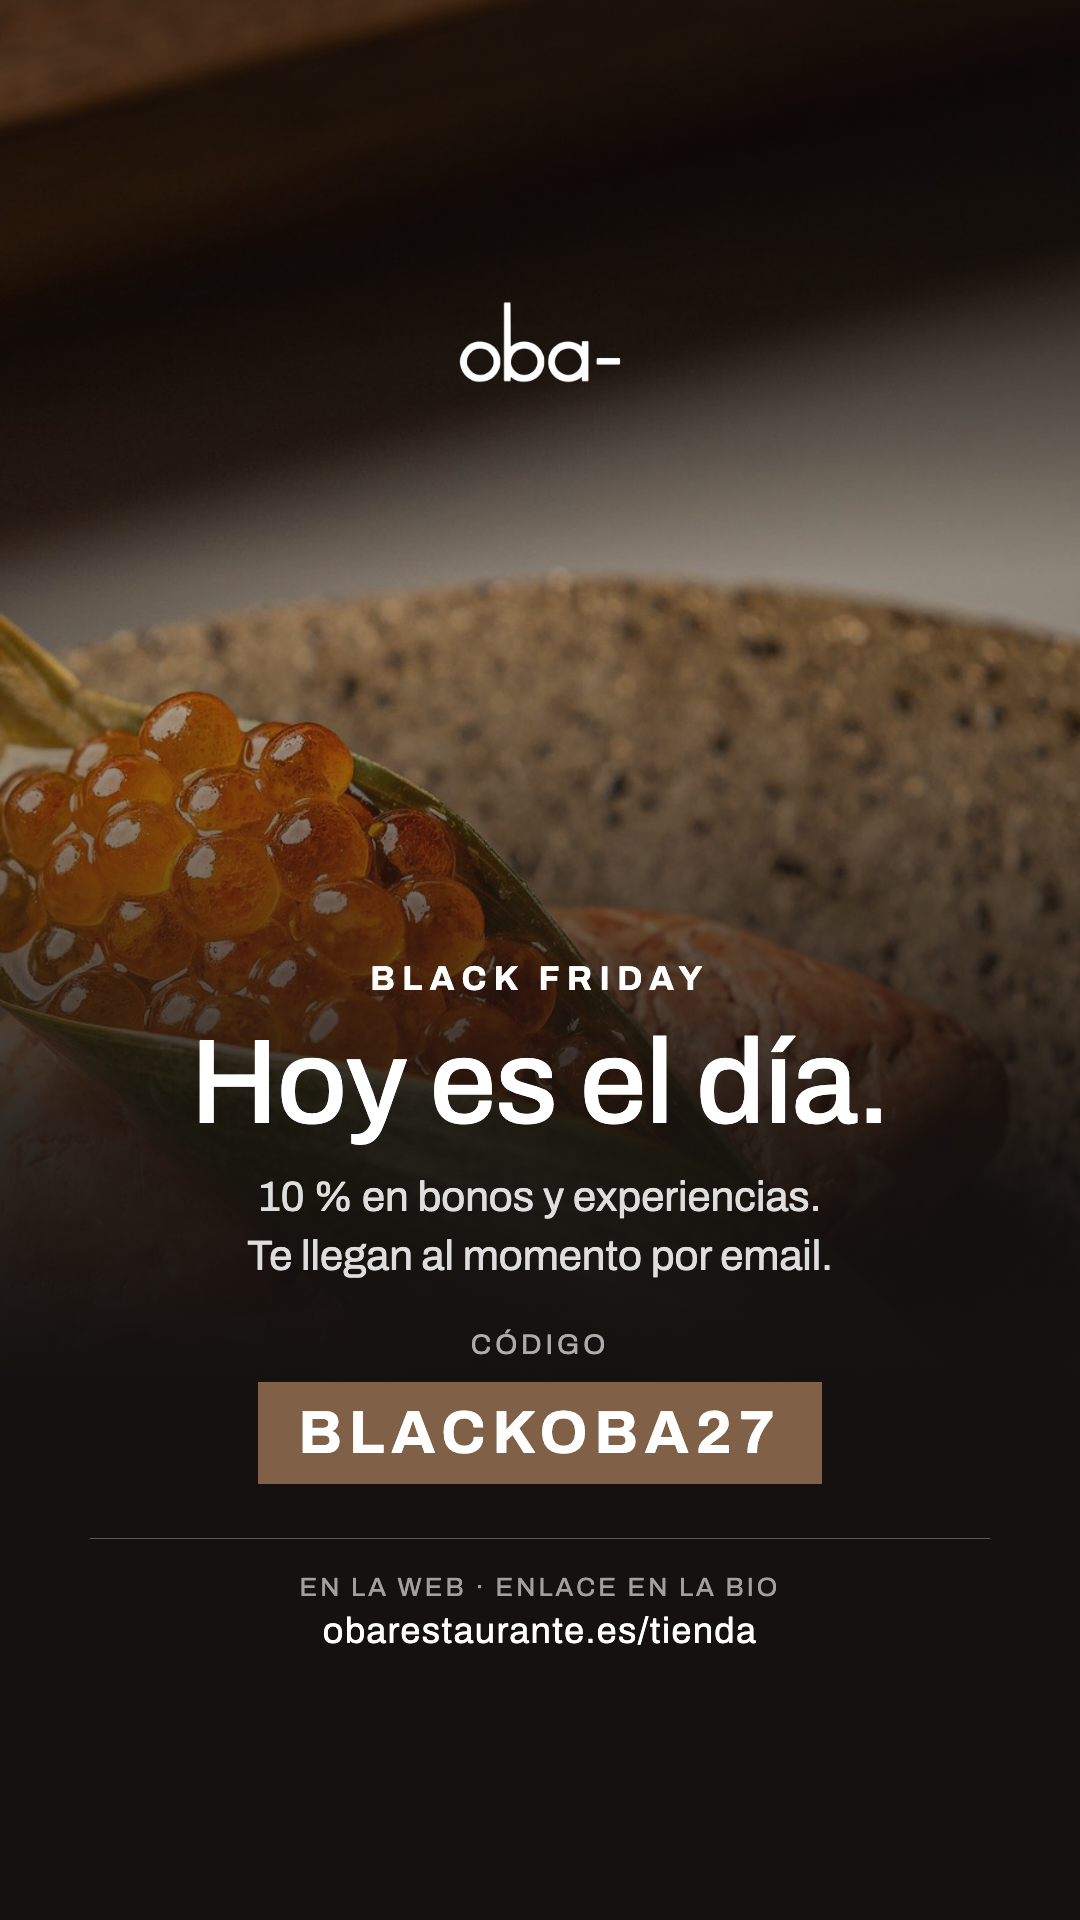 oba-
BLACK FRIDAY
Hoy es el día.
10 % en bonos y experiencias.
Te llegan al momento por email.
CÓDIGO
BLACKOBA27
EN LA WEB · ENLACE EN LA BIO
obarestaurante.es/tienda